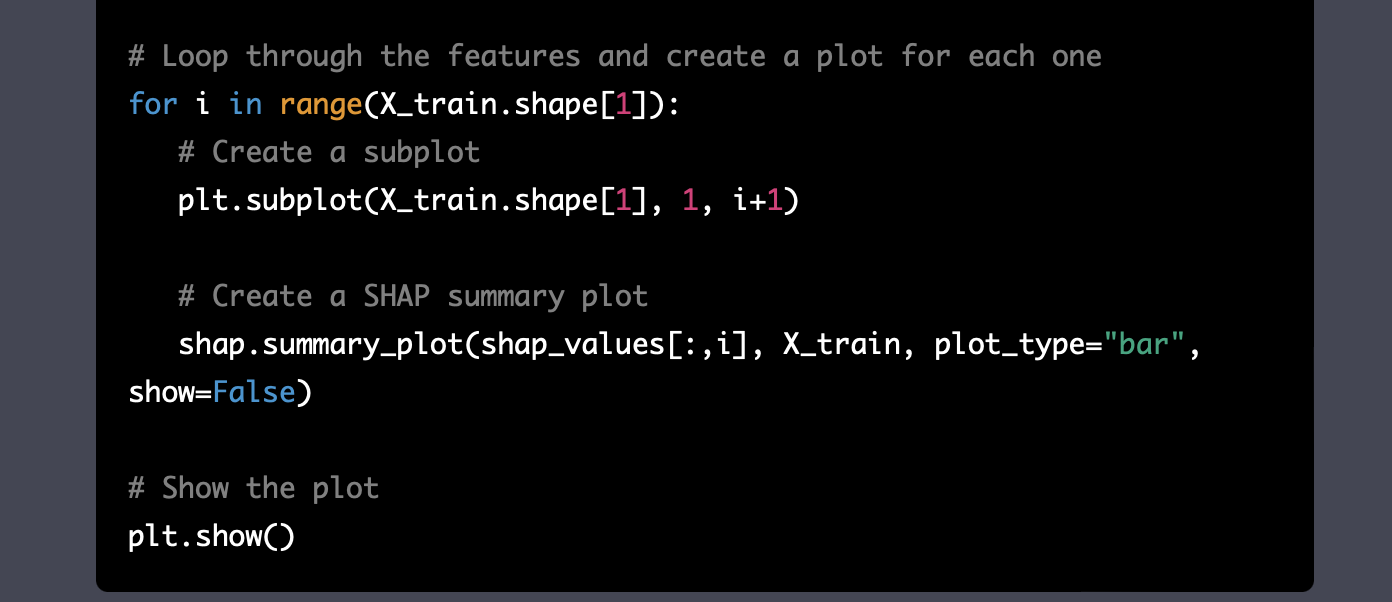 # Loop through the features and create a plot for each one
for i in range(X_train.shape[1]):
   # Create a subplot
   plt.subplot(X_train.shape[1], 1, i+1)
   # Create a SHAP summary plot
   shap.summary_plot(shap_values[:,i], X_train, plot_type="bar",
show=False)
# Show the plot
plt.show()